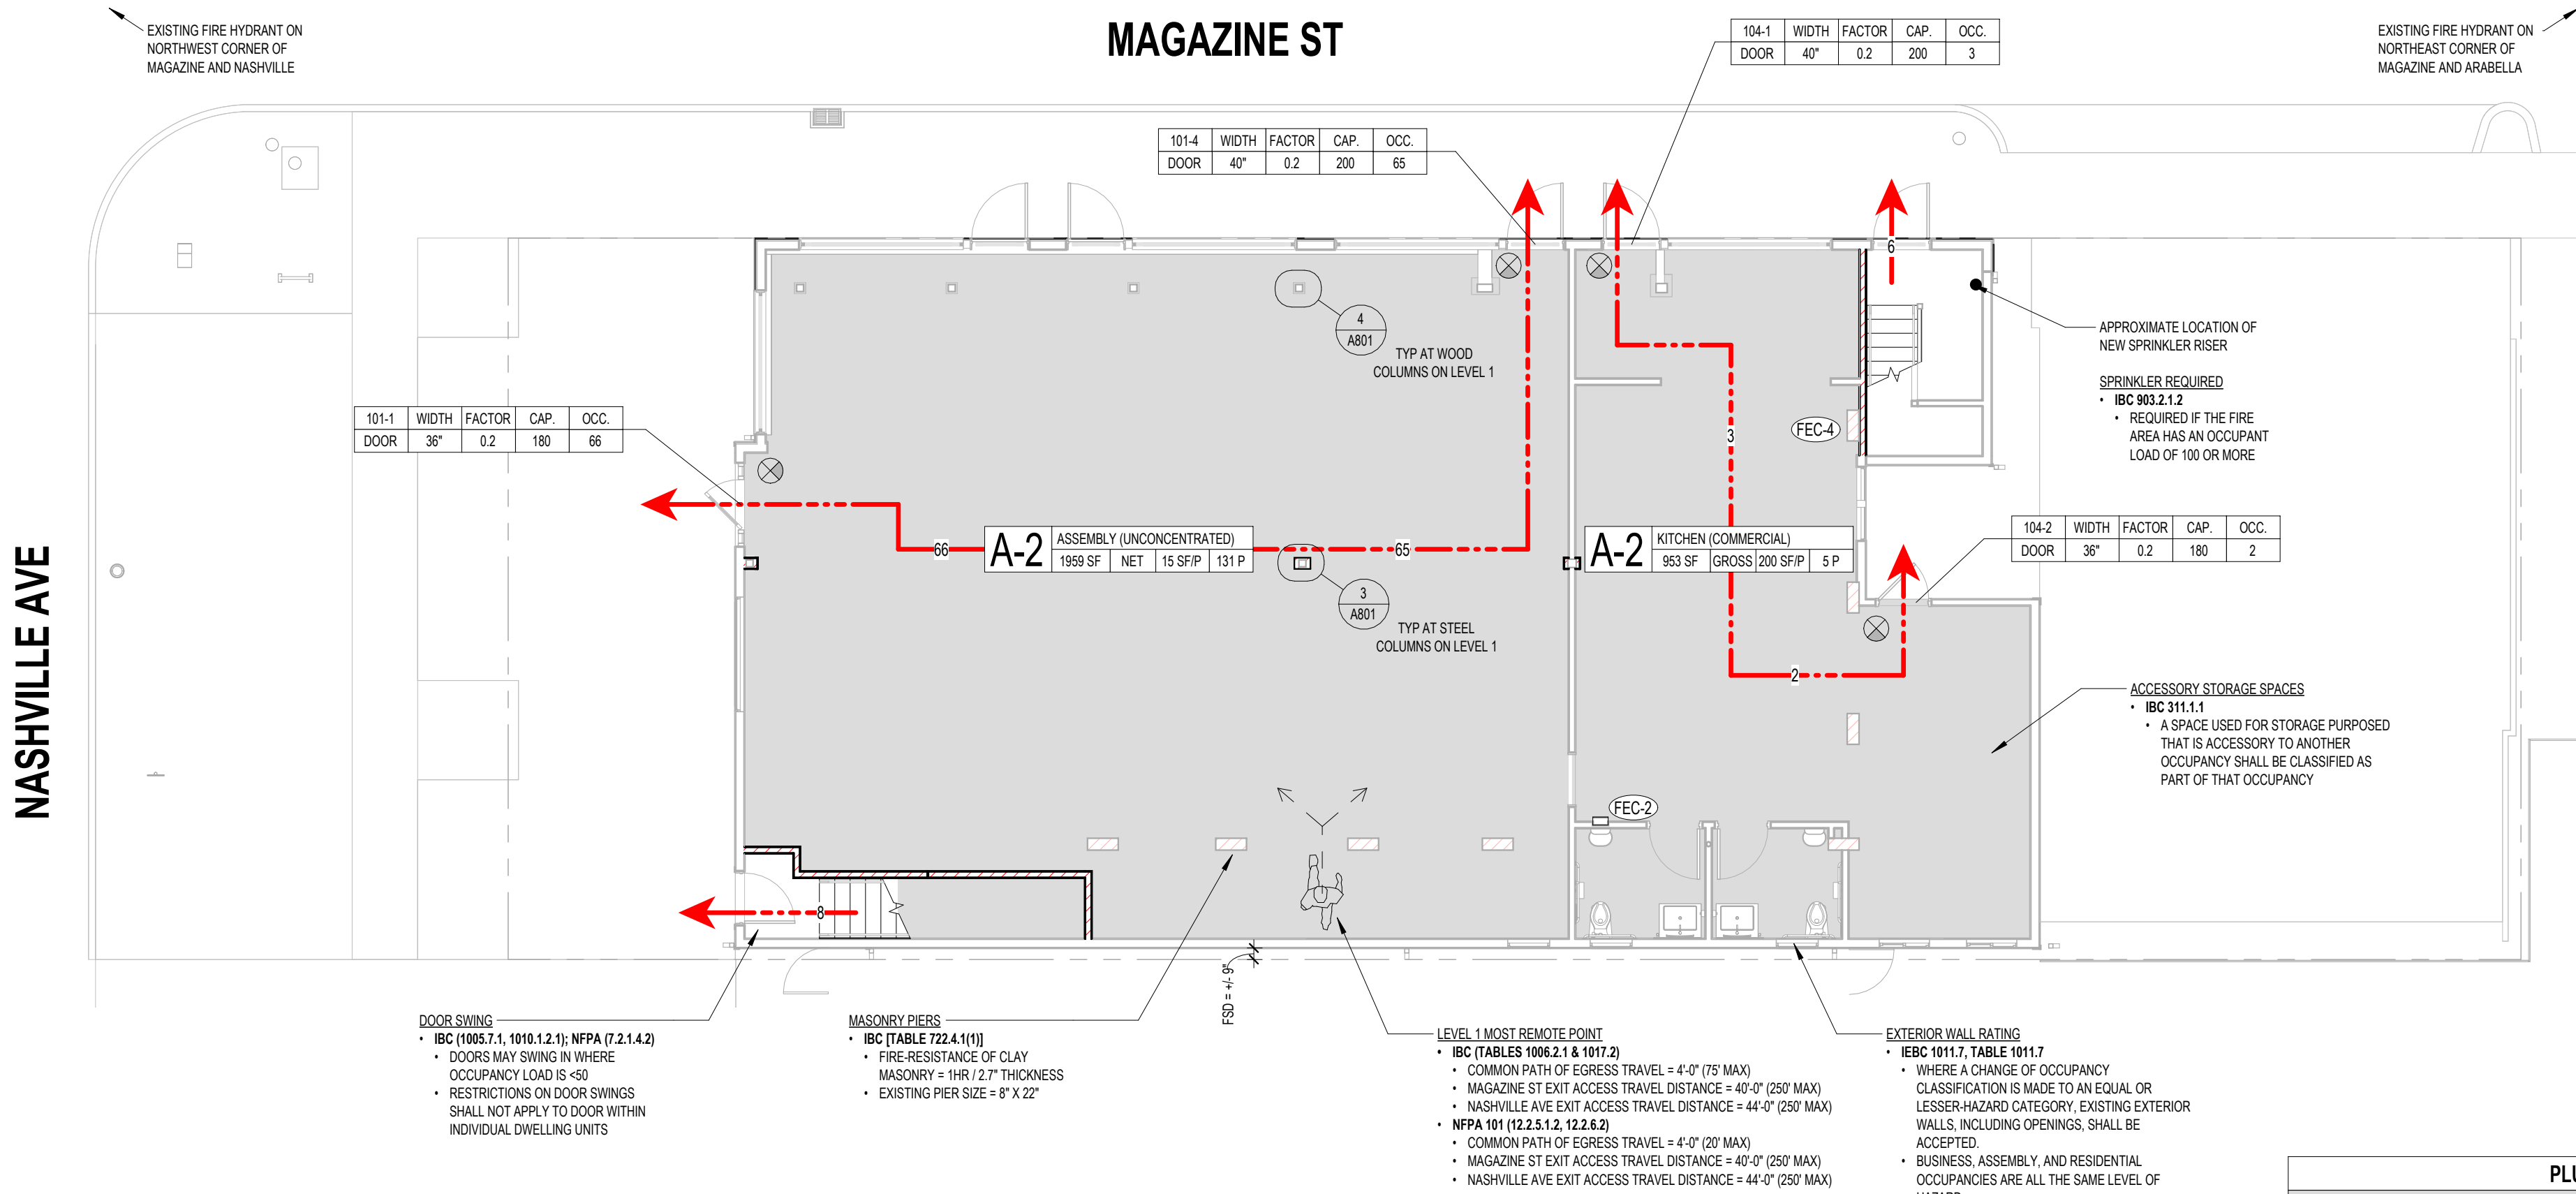 EXISTING FIRE HYDRANT ON
NORTHWEST CORNER OF
MAGAZINE AND NASHVILLE
MAGAZINE ST
104-1 WIDTH FACTOR CAP. OCC.
DOOR 40" 0.2 200 3
EXISTING FIRE HYDRANT ON
NORTHEAST CORNER OF
MAGAZINE AND ARABELLA
101-4 WIDTH FACTOR CAP. OCC.
DOOR 40" 0.2 200 65
6
4
A801
TYP AT WOOD
COLUMNS ON LEVEL 1
APPROXIMATE LOCATION OF
NEW SPRINKLER RISER
SPRINKLER REQUIRED
• IBC 903.2.1.2
• REQUIRED IF THE FIRE
AREA HAS AN OCCUPANT
LOAD OF 100 OR MORE
101-1 WIDTH FACTOR CAP. OCC.
DOOR 36" 0.2 180 66
3
FEC-4
NASHVILLE AVE
66
A-2 ASSEMBLY (UNCONCENTRATED)
1959 SF NET 15 SF/P 131 P
65
A-2 KITCHEN (COMMERCIAL)
953 SF GROSS 200 SF/P 5 P
104-2 WIDTH FACTOR CAP. OCC.
DOOR 36" 0.2 180 2
3
A801
TYP AT STEEL
COLUMNS ON LEVEL 1
2
ACCESSORY STORAGE SPACES
• IBC 311.1.1
• A SPACE USED FOR STORAGE PURPOSED
THAT IS ACCESSORY TO ANOTHER
OCCUPANCY SHALL BE CLASSIFIED AS
PART OF THAT OCCUPANCY
FEC-2
8
FSD = +/- 9"
DOOR SWING
• IBC (1005.7.1, 1010.1.2.1); NFPA (7.2.1.4.2)
• DOORS MAY SWING IN WHERE
OCCUPANCY LOAD IS <50
• RESTRICTIONS ON DOOR SWINGS
SHALL NOT APPLY TO DOOR WITHIN
INDIVIDUAL DWELLING UNITS
MASONRY PIERS
• IBC [TABLE 722.4.1(1)]
• FIRE-RESISTANCE OF CLAY
MASONRY = 1HR / 2.7" THICKNESS
• EXISTING PIER SIZE = 8" X 22"
LEVEL 1 MOST REMOTE POINT
• IBC (TABLES 1006.2.1 & 1017.2)
• COMMON PATH OF EGRESS TRAVEL = 4'-0" (75' MAX)
• MAGAZINE ST EXIT ACCESS TRAVEL DISTANCE = 40'-0" (250' MAX)
• NASHVILLE AVE EXIT ACCESS TRAVEL DISTANCE = 44'-0" (250' MAX)
• NFPA 101 (12.2.5.1.2, 12.2.6.2)
• COMMON PATH OF EGRESS TRAVEL = 4'-0" (20' MAX)
• MAGAZINE ST EXIT ACCESS TRAVEL DISTANCE = 40'-0" (250' MAX)
• NASHVILLE AVE EXIT ACCESS TRAVEL DISTANCE = 44'-0" (250' MAX)
EXTERIOR WALL RATING
• IEBC 1011.7, TABLE 1011.7
• WHERE A CHANGE OF OCCUPANCY
CLASSIFICATION IS MADE TO AN EQUAL OR
LESSER-HAZARD CATEGORY, EXISTING EXTERIOR
WALLS, INCLUDING OPENINGS, SHALL BE
ACCEPTED.
• BUSINESS, ASSEMBLY, AND RESIDENTIAL
OCCUPANCIES ARE ALL THE SAME LEVEL OF